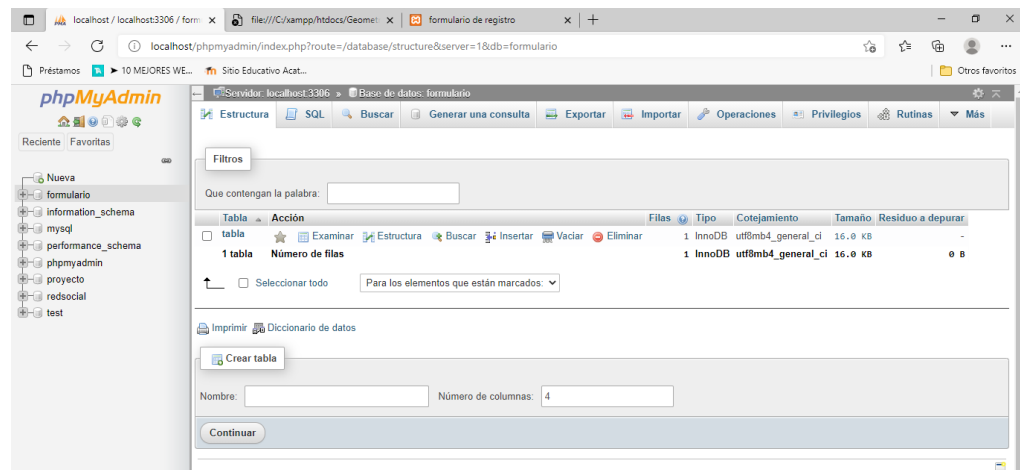 localhost / localhost:3306 / form
file:///C:/xampp/htdocs/Geomet
formulario de registro
localhost/phpmyadmin/index.php?route=/database/structure&server=1&db=formulario
Préstamos
➤ 10 MEJORES WE...
Sitio Educativo Acat...
Otros favoritos
phpMyAdmin
Reciente
Favoritas
Nueva
formulario
information_schema
mysql
performance_schema
phpmyadmin
proyecto
redsocial
test
Servidor: localhost:3306 » Base de datos: formulario
Estructura
SQL
Buscar
Generar una consulta
Exportar
Importar
Operaciones
Privilegios
Rutinas
Más
Filtros
Que contengan la palabra:
Tabla Acción Filas Tipo Cotejamiento Tamaño Residuo a depurar
tabla Examinar Estructura Buscar Insertar Vaciar Eliminar 1 InnoDB utf8mb4_general_ci 16.0 KB -
1 tabla Número de filas 1 InnoDB utf8mb4_general_ci 16.0 KB 0 B
Seleccionar todo
Para los elementos que están marcados:
Imprimir
Diccionario de datos
Crear tabla
Nombre:
Número de columnas: 4
Continuar